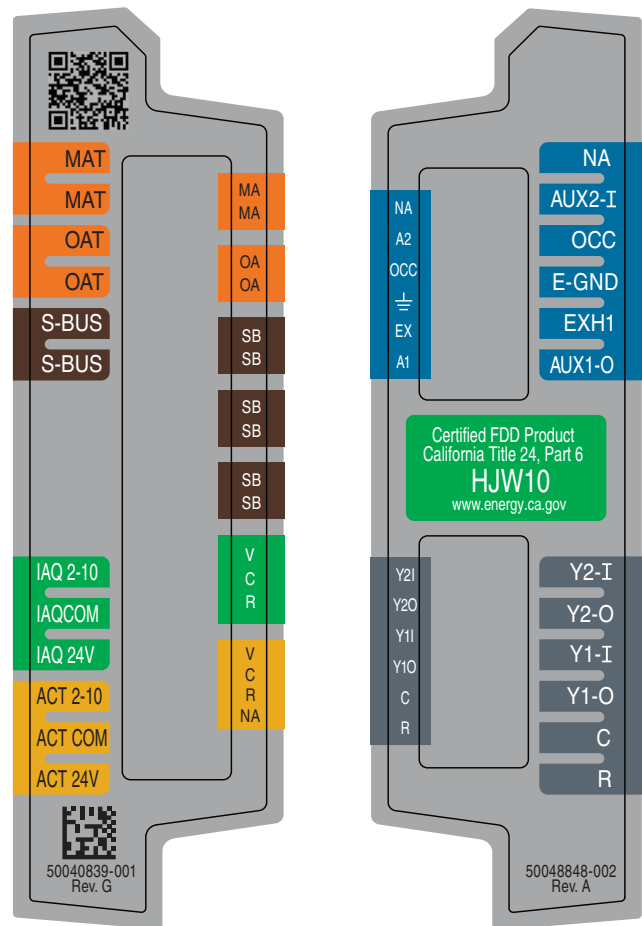 MAT
MAT
OAT
OAT
S-BUS
S-BUS
IAQ 2-10
IAQCOM
IAQ 24V
ACT 2-10
ACT COM
ACT 24V
50040839-001
Rev. G
MA
MA
OA
OA
SB
SB
SB
SB
SB
SB
V
C
R
V
C
R
NA
NA
A2
OCC
EX
A1
NA
AUX2-I
OCC
E-GND
EXH1
AUX1-O
Certified FDD Product
California Title 24, Part 6
HJW10
www.energy.ca.gov
Y2I
Y2O
Y1I
Y1O
C
R
Y2-I
Y2-O
Y1-I
Y1-O
C
R
50048848-002
Rev. A